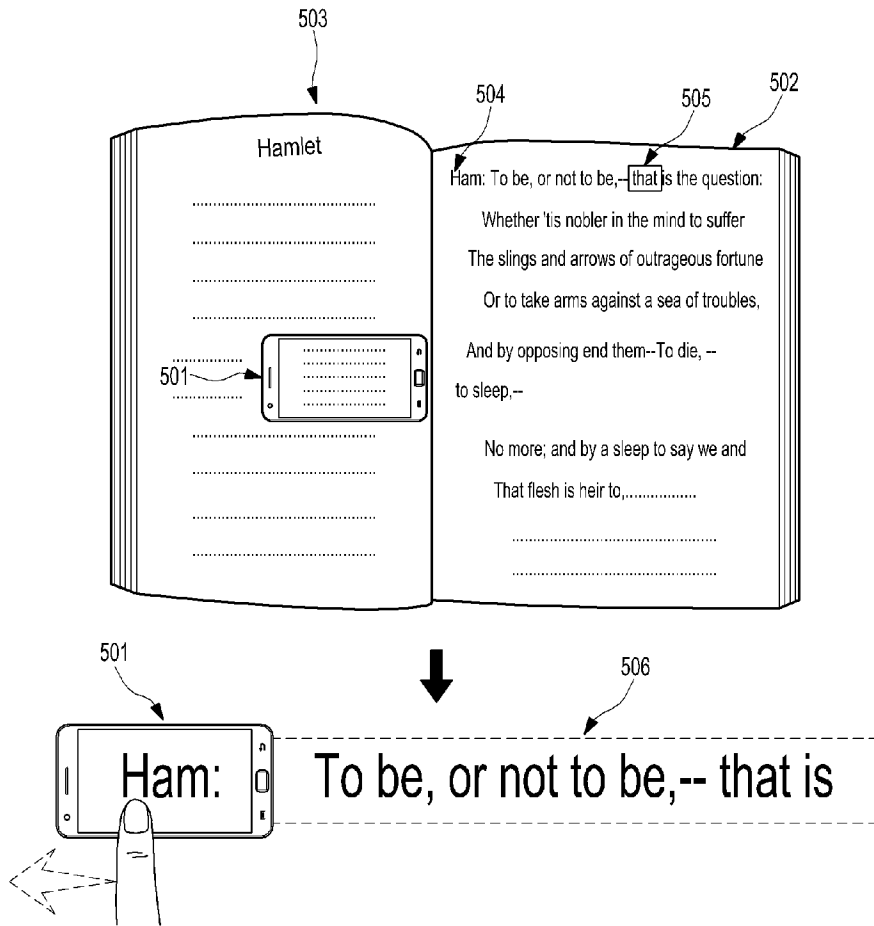 503
504
505
502
Hamlet
Ham: To be, or not to be,-- that is the question:
Whether 'tis nobler in the mind to suffer
The slings and arrows of outrageous fortune
Or to take arms against a sea of troubles,
And by opposing end them--To die, --
501
to sleep,--
No more; and by a sleep to say we and
That flesh is heir to,.................
501
506
Ham: To be, or not to be,-- that is